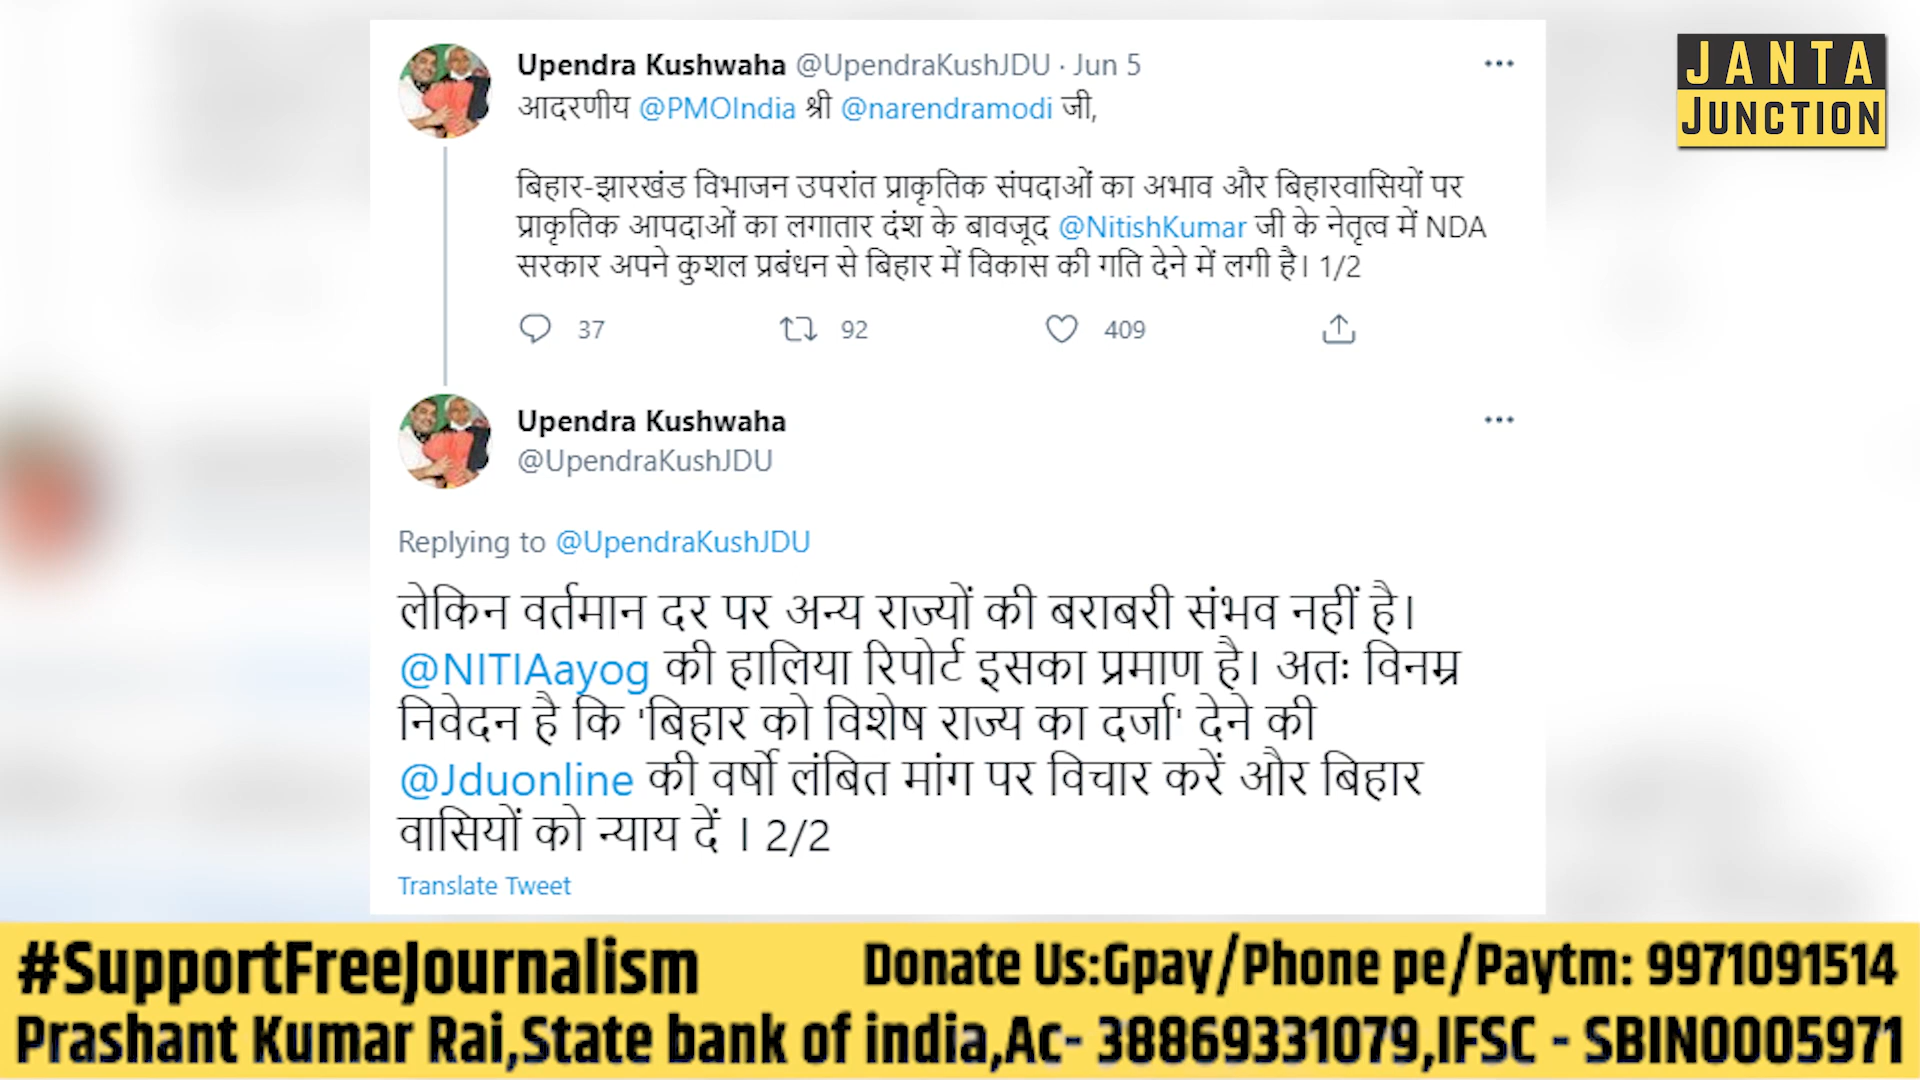 Upendra Kushwaha @UpendraKushJDU · Jun 5
आदरणीय @PMOIndia श्री @narendramodi जी,
बिहार-झारखंड विभाजन उपरांत प्राकृतिक संपदाओं का अभाव और बिहारवासियों पर
प्राकृतिक आपदाओं का लगातार दंश के बावजूद @NitishKumar जी के नेतृत्व में NDA
सरकार अपने कुशल प्रबंधन से बिहार में विकास की गति देने में लगी है। 1/2
37 92 409
Upendra Kushwaha
@UpendraKushJDU
Replying to @UpendraKushJDU
लेकिन वर्तमान दर पर अन्य राज्यों की बराबरी संभव नहीं है।
@NITIAayog की हालिया रिपोर्ट इसका प्रमाण है। अतः विनम्र
निवेदन है कि 'बिहार को विशेष राज्य का दर्जा' देने की
@Jduonline की वर्षो लंबित मांग पर विचार करें और बिहार
वासियों को न्याय दें । 2/2
Translate Tweet
JANTA
JUNCTION
#SupportFreeJournalism Donate Us:Gpay/Phone pe/Paytm: 9971091514
Prashant Kumar Rai,State bank of india,Ac- 38869331079,IFSC - SBIN0005971